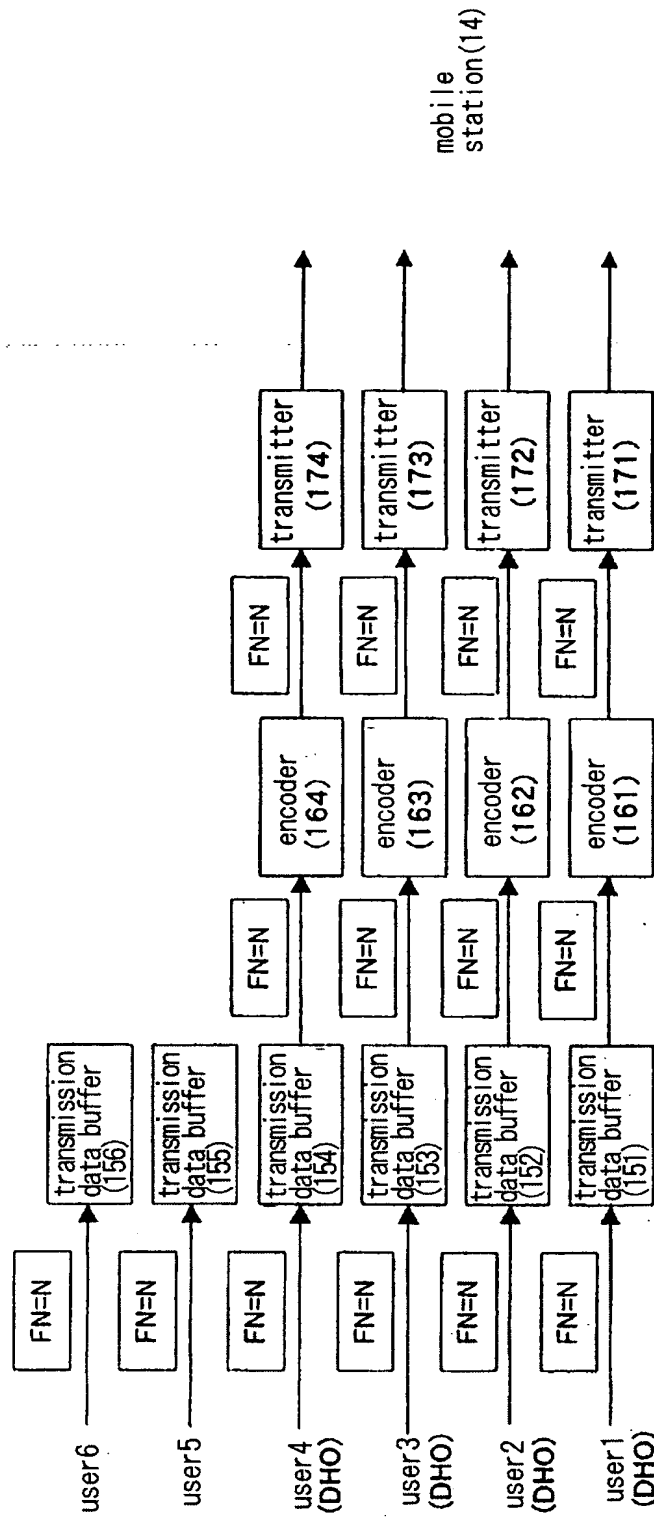 user6
FN=N
transmission
data buffer
(156)
user5
FN=N
transmission
data buffer
(155)
user4
(DHO)
FN=N
transmission
data buffer
(154)
FN=N
encoder
(164)
FN=N
transmitter
(174)
user3
(DHO)
FN=N
transmission
data buffer
(153)
FN=N
encoder
(163)
FN=N
transmitter
(173)
user2
(DHO)
FN=N
transmission
data buffer
(152)
FN=N
encoder
(162)
FN=N
transmitter
(172)
user1
(DHO)
FN=N
transmission
data buffer
(151)
FN=N
encoder
(161)
FN=N
transmitter
(171)
mobile
station(14)